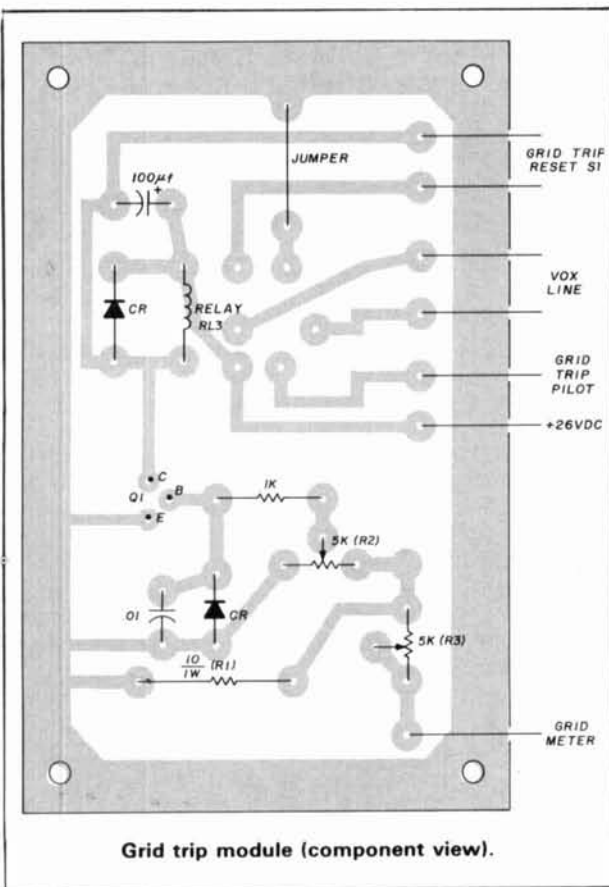 JUMPER
GRID TRIP
RESET S1
100µf
+
VOX
LINE
CR
RELAY
RL3
GRID
TRIP
PILOT
+26VDC
C
Q1
B
E
1K
5K (R2)
.01
CR
5K (R3)
10
1W
(R1)
GRID
METER
Grid trip module (component view).